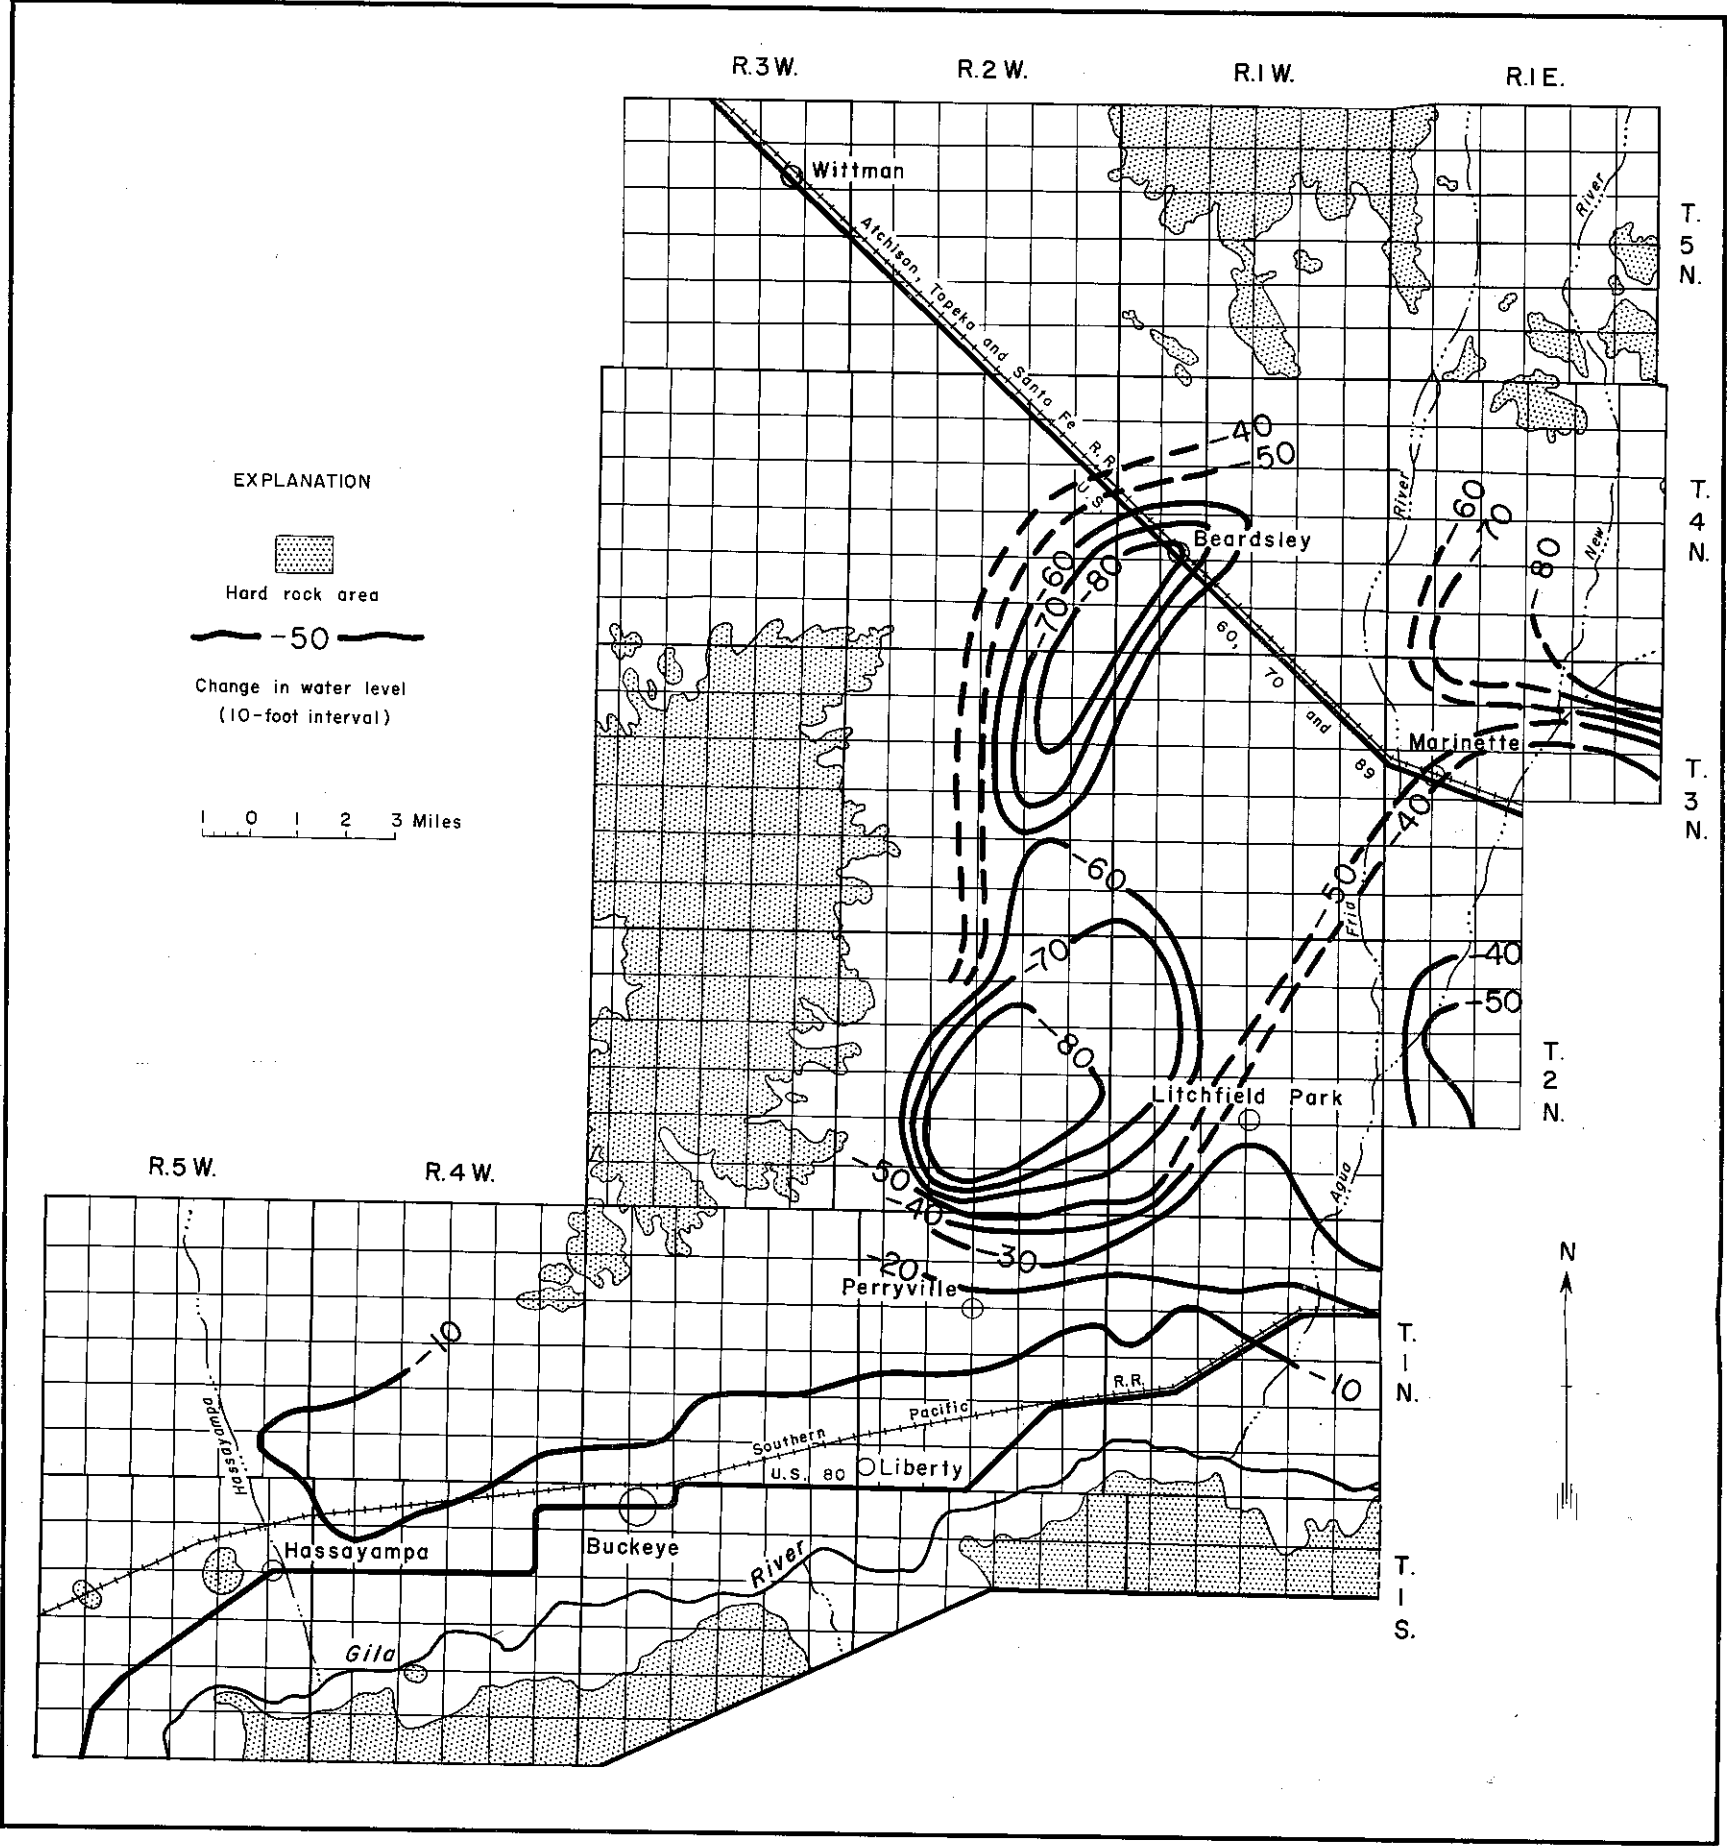 R.3W. R.2W. R.1W. R.1E.
Wittman
Atchison, Topeka and Santa Fe R.R.
River
T.
5
N.
-40
-50
EXPLANATION
Hard rock area
-50
Change in water level
(10-foot interval)
1 0 1 2 3 Miles
U.S.
Beardsley
60,
70
and
89
-60
-70
-80
River
-60
-70
-80
New
T.
4
N.
Marinette
-40
T.
3
N.
-60
-50
Fria
-70
-80
-40
-50
T.
2
N.
Litchfield Park
Agua
R.5W. R.4W.
-50
-40
-30
-20
Perryville
N
-10
T.
1
N.
R.R.
-10
Hassayampa
Pacific
Southern
U.S. 80
Liberty
Hassayampa
Buckeye
River
Gila
T.
1
S.